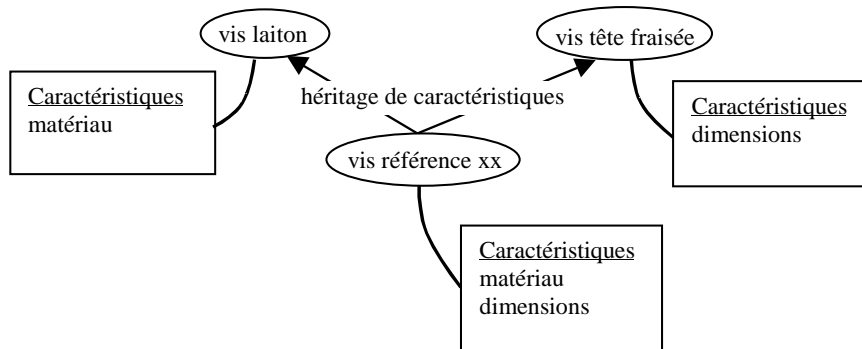 vis laiton
vis tête fraisée
héritage de caractéristiques
Caractéristiques
matériau
Caractéristiques
dimensions
vis référence xx
Caractéristiques
matériau
dimensions